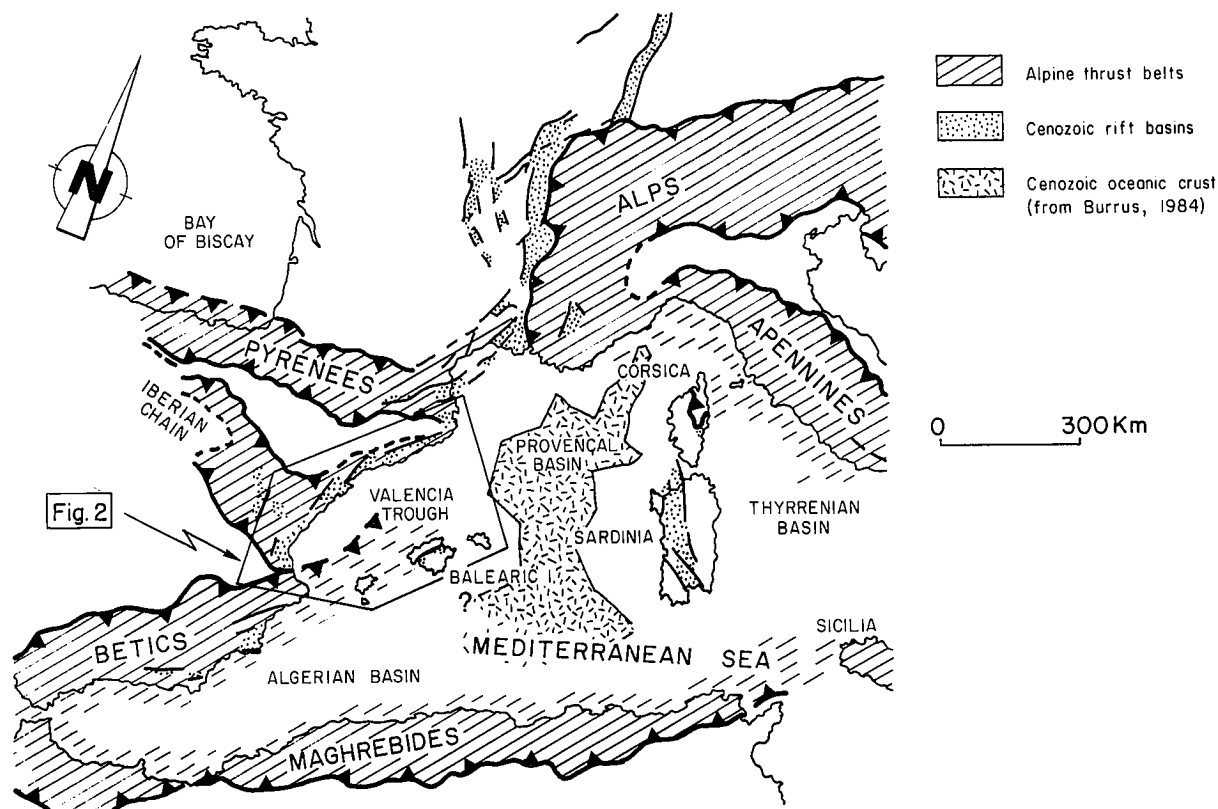 Alpine thrust belts
Cenozoic rift basins
Cenozoic oceanic crust
(from Burrus, 1984)
N
BAY
OF BISCAY
ALPS
PYRENEES
APENNINES
IBERIAN
CHAIN
CORSICA
0 300 Km
PROVENÇAL
BASIN
VALENCIA
TROUGH
Fig. 2
THYRRENIAN
BASIN
SARDINIA
BALEARIC I.
?
BETICS
MEDITERRANEAN SEA
SICILIA
ALGERIAN BASIN
MAGHREBIDES